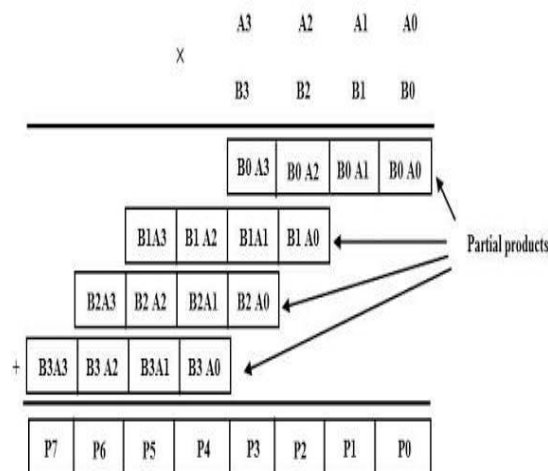 A3 A2 A1 A0
×
B3 B2 B1 B0
B0 A3 B0 A2 B0 A1 B0 A0
B1A3 B1 A2 B1A1 B1 A0
Partial products
B2A3 B2 A2 B2A1 B2 A0
+ B3A3 B3 A2 B3A1 B3 A0
P7 P6 P5 P4 P3 P2 P1 P0